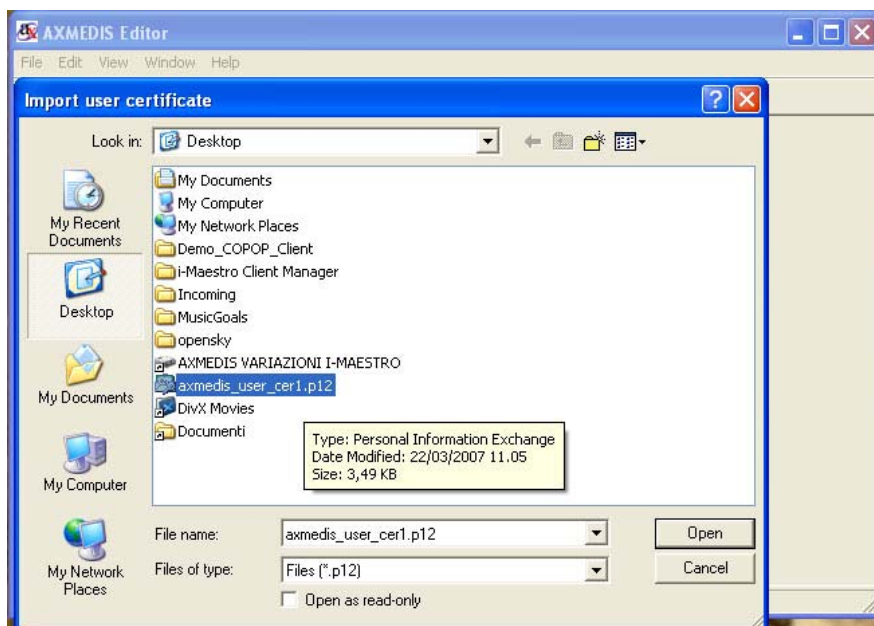 AXMEDIS Editor
File Edit View Window Help
Import user certificate
Look in: Desktop
My Recent
Documents
Desktop
My Documents
My Computer
My Network
Places
My Documents
My Computer
My Network Places
Demo_COPOP_Client
i-Maestro Client Manager
Incoming
MusicGoals
opensky
AXMEDIS VARIAZIONI I-MAESTRO
axmedis_user_cer1.p12
DivX Movies
Documenti
Type: Personal Information Exchange
Date Modified: 22/03/2007 11.05
Size: 3,49 KB
File name: axmedis_user_cer1.p12 Open
Files of type: Files (*.p12) Cancel
Open as read-only